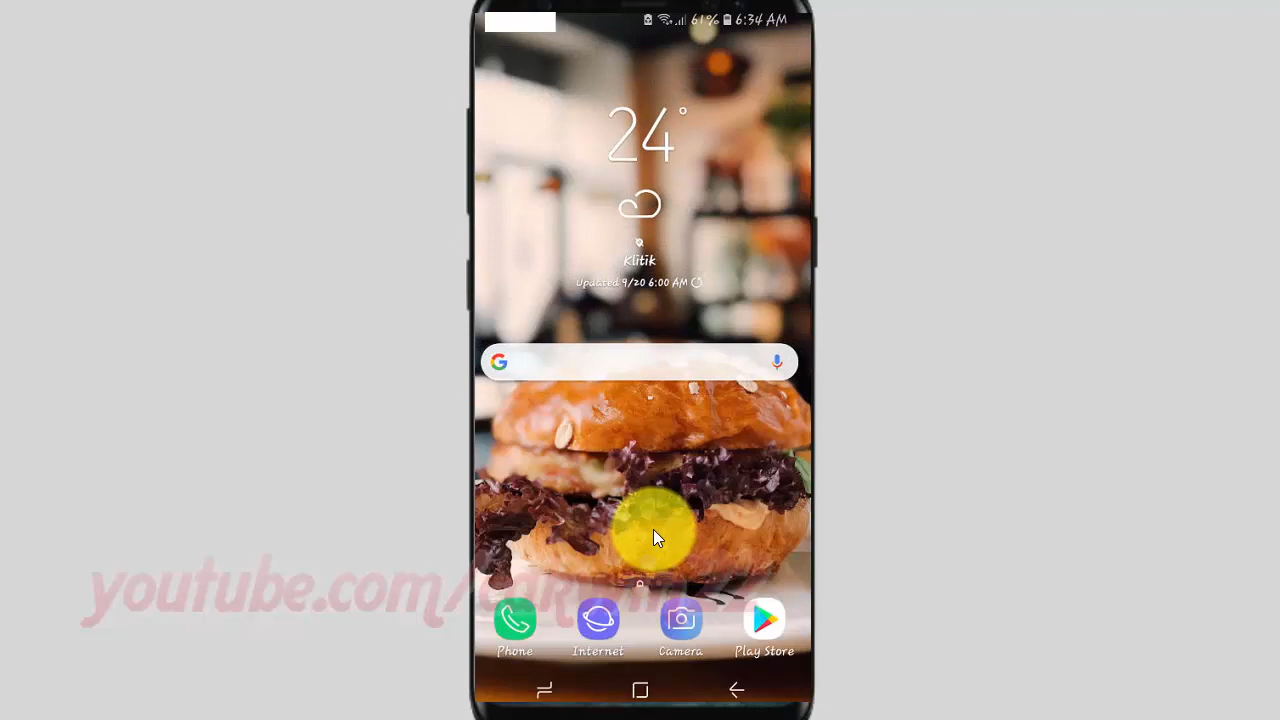 61% 6:34 AM
24°
Klitik
Updated 9/20 6:00 AM
G
youtube.com/
Phone Internet Camera Play Store